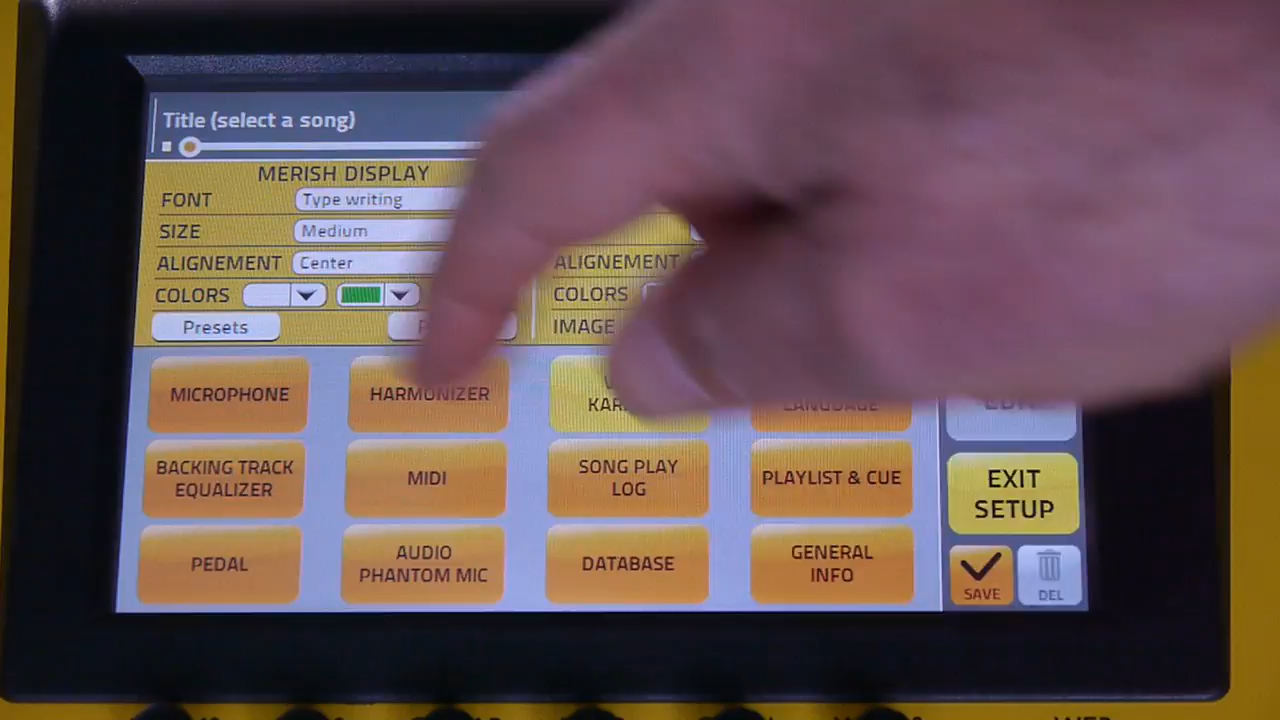 Title (select a song)
MERISH DISPLAY
FONT Type writing
SIZE Medium
ALIGNEMENT Center
ALIGNEMENT
COLORS
COLORS
Presets
IMAGE
MICROPHONE
HARMONIZER
LANGUAGE
BACKING TRACK
EQUALIZER
MIDI
SONG PLAY
LOG
PLAYLIST & CUE
EXIT
SETUP
PEDAL
AUDIO
PHANTOM MIC
DATABASE
GENERAL
INFO
SAVE
DEL